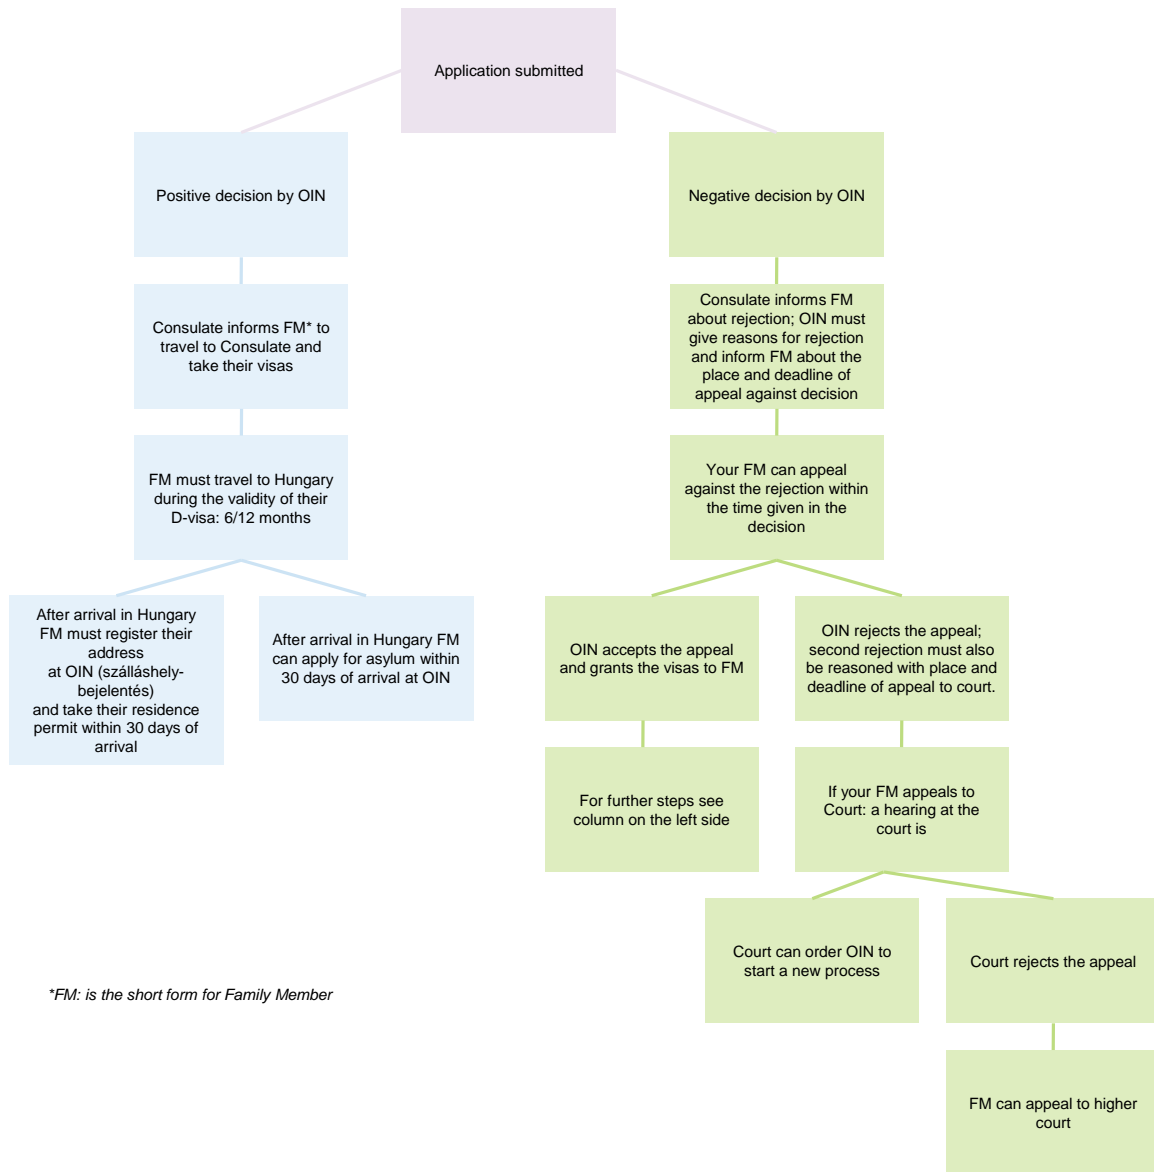 Application submitted
Positive decision by OIN
Negative decision by OIN
Consulate informs FM* to
travel to Consulate and
take their visas
Consulate informs FM
about rejection; OIN must
give reasons for rejection
and inform FM about the
place and deadline of
appeal against decision
FM must travel to Hungary
during the validity of their
D-visa: 6/12 months
Your FM can appeal
against the rejection within
the time given in the
decision
After arrival in Hungary
FM must register their
address
at OIN (szálláshely-
bejelentés)
and take their residence
permit within 30 days of
arrival
After arrival in Hungary FM
can apply for asylum within
30 days of arrival at OIN
OIN accepts the appeal
and grants the visas to FM
OIN rejects the appeal;
second rejection must also
be reasoned with place and
deadline of appeal to court.
For further steps see
column on the left side
If your FM appeals to
Court: a hearing at the
court is
Court can order OIN to
start a new process
Court rejects the appeal
*FM: is the short form for Family Member
FM can appeal to higher
court